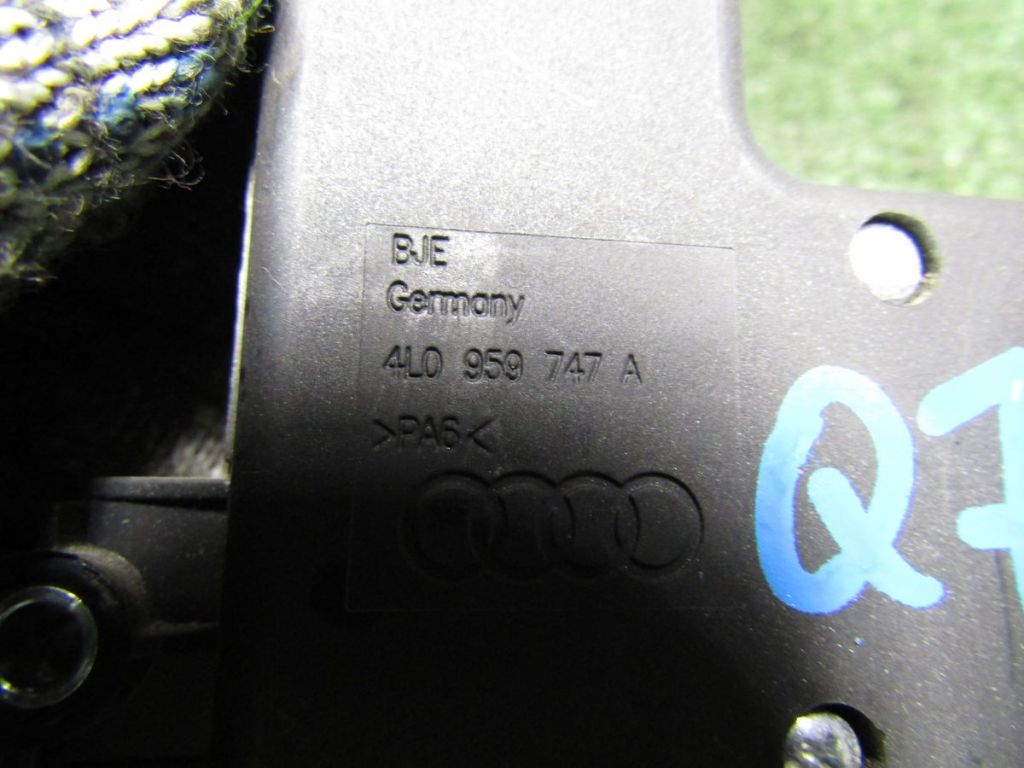 BJE
Germany
4L0 959 747 A
>PA6<
Q7